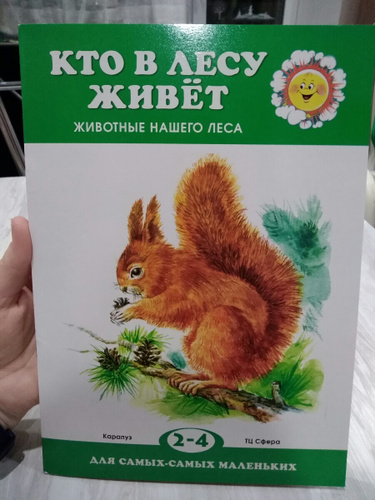 КТО В ЛЕСУ
ЖИВЁТ
ЖИВОТНЫЕ НАШЕГО ЛЕСА
Карапуз
2-4
ТЦ Сфера
ДЛЯ САМЫХ-САМЫХ МАЛЕНЬКИХ